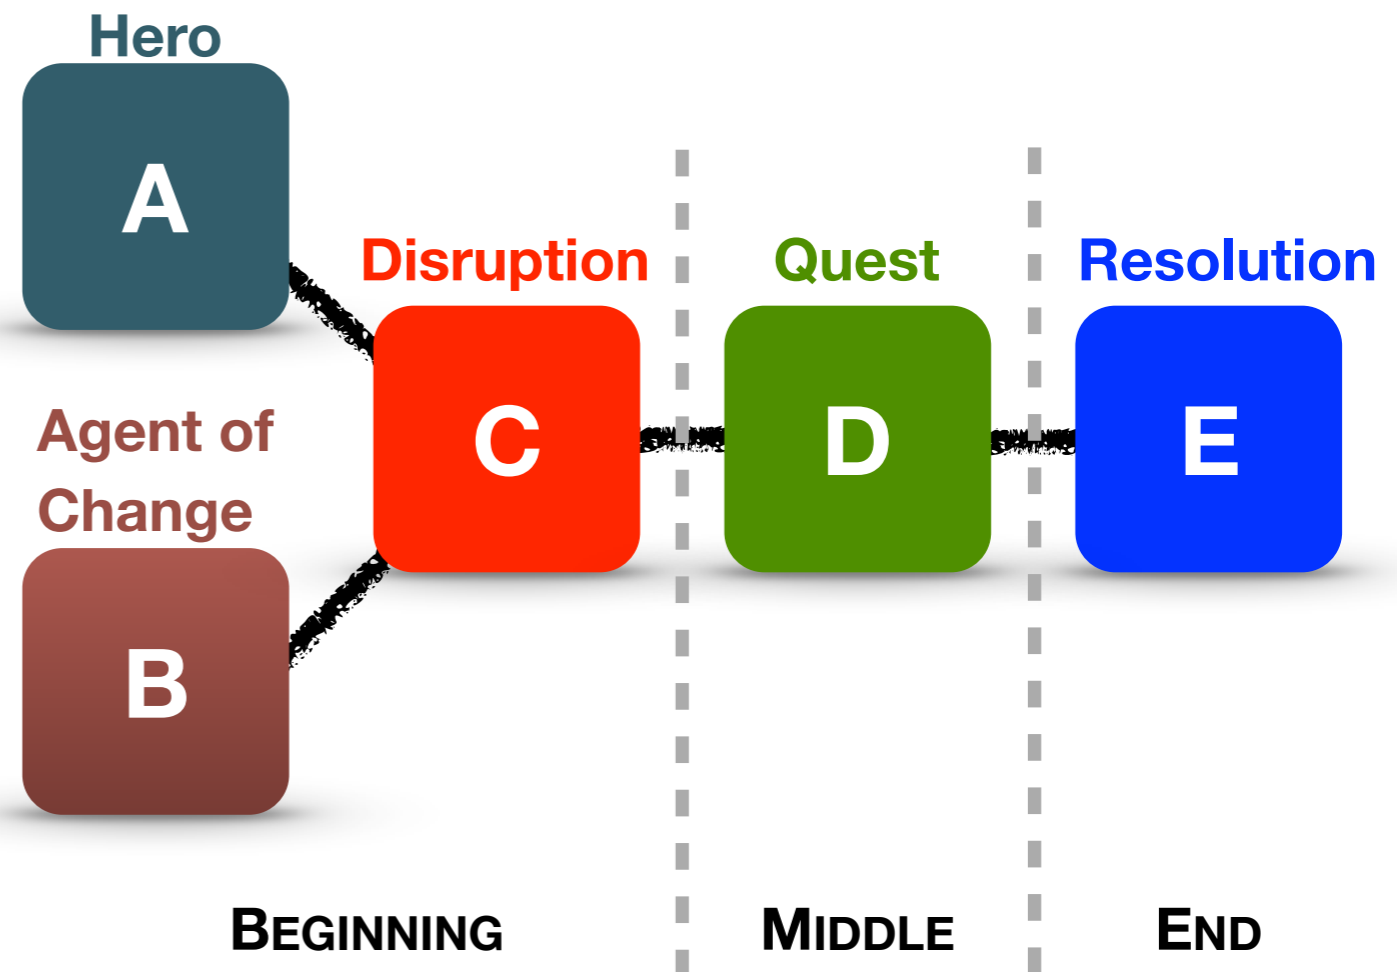 Hero
A
Agent of
Change
B
Disruption
C
Quest
D
Resolution
E
BEGINNING
MIDDLE
END